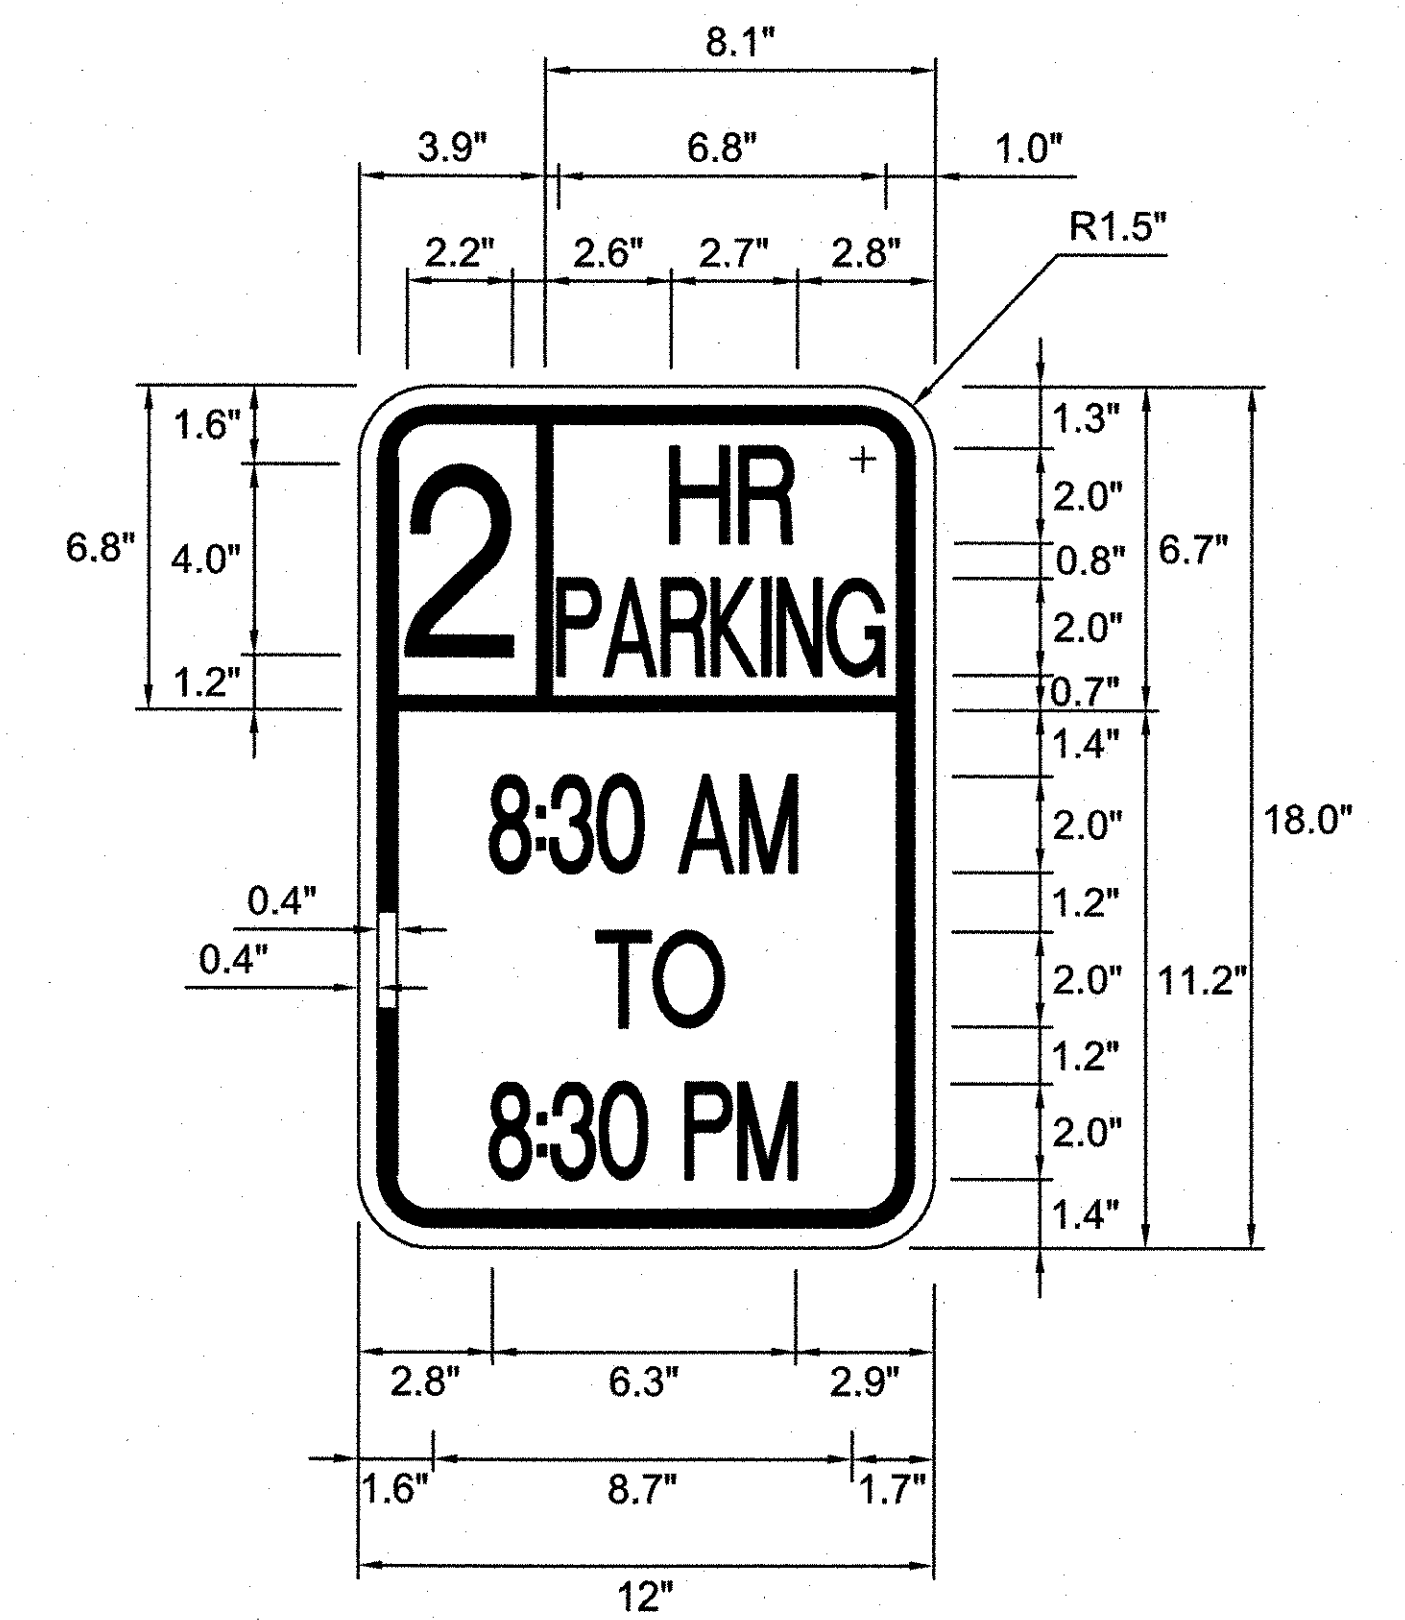 8.1"
3.9" 6.8" 1.0"
R1.5"
2.2" 2.6" 2.7" 2.8"
1.6"
4.0"
6.8"
1.2"
2 HR
PARKING
1.3"
2.0"
0.8"
6.7"
2.0"
0.7"
1.4"
8:30 AM
2.0"
18.0"
0.4"
1.2"
TO
0.4"
2.0"
11.2"
1.2"
8:30 PM
2.0"
1.4"
2.8" 6.3" 2.9"
1.6" 8.7" 1.7"
12"